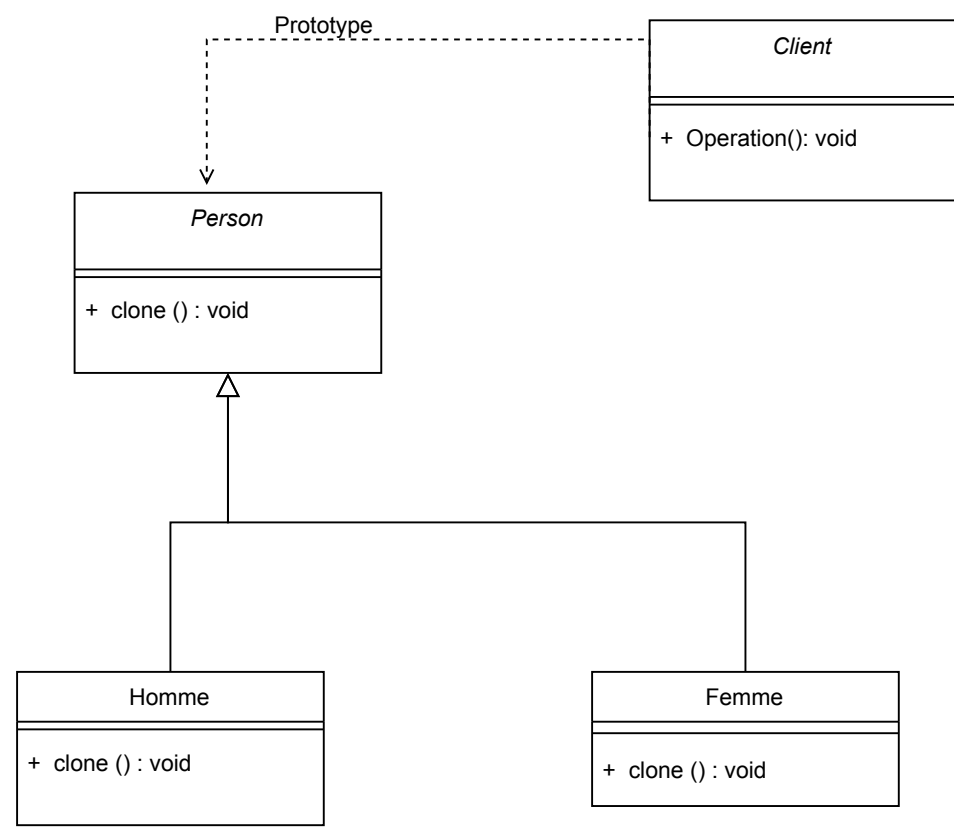 Prototype
Client
+ Operation(): void
Person
+ clone () : void
Homme
+ clone () : void
Femme
+ clone () : void